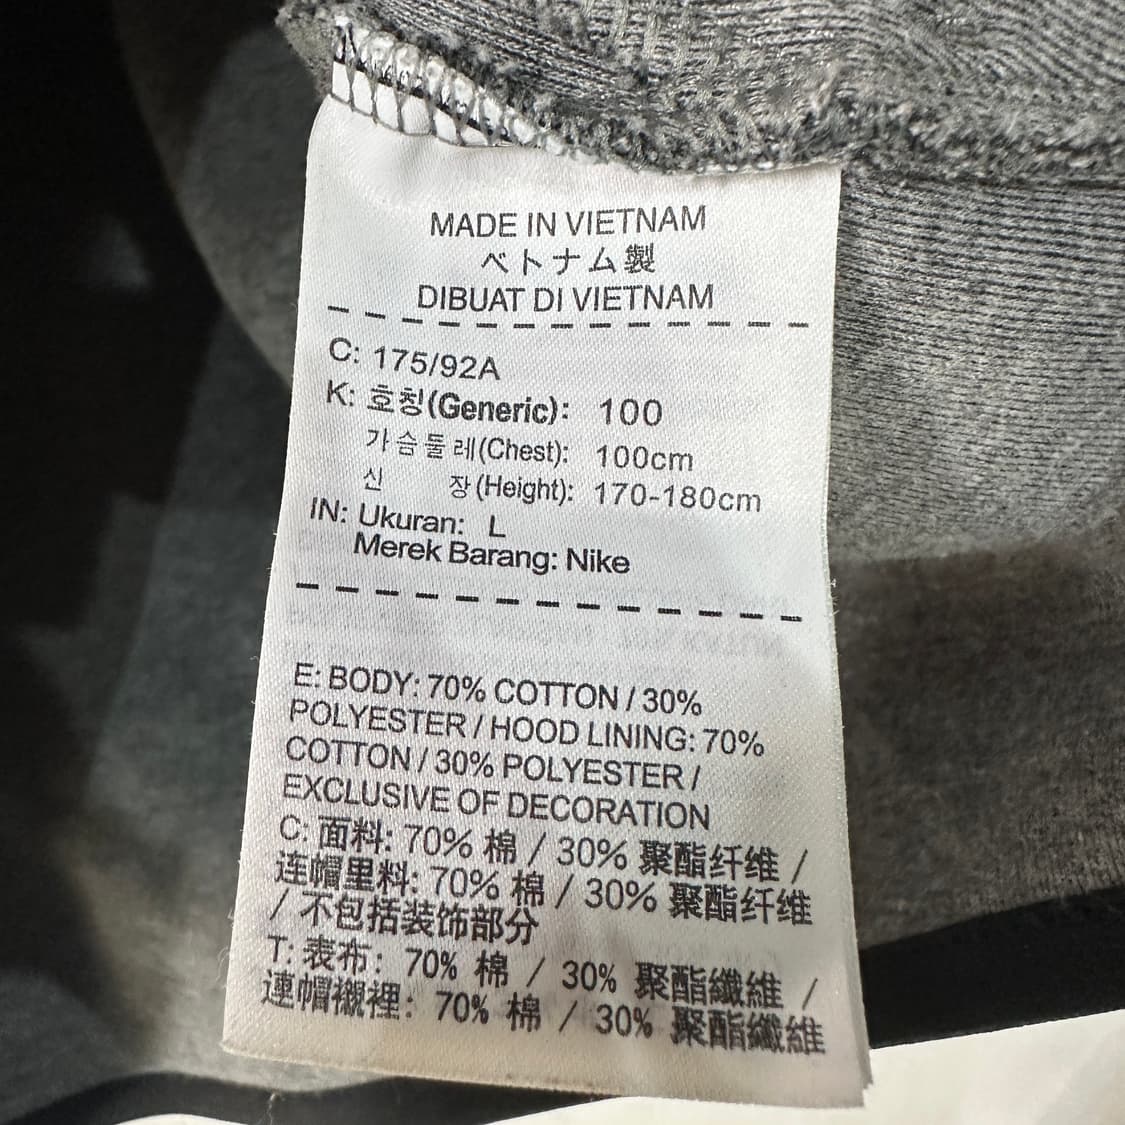 MADE IN VIETNAM
ベトナム製
DIBUAT DI VIETNAM
C: 175/92A
K: 호칭(Generic): 100
가슴둘레(Chest): 100cm
신 장(Height): 170-180cm
IN: Ukuran: L
Merek Barang: Nike
E: BODY: 70% COTTON / 30%
POLYESTER / HOOD LINING: 70%
COTTON / 30% POLYESTER /
EXCLUSIVE OF DECORATION
C: 面料: 70% 棉 / 30% 聚酯纤维 /
连帽里料: 70% 棉 / 30% 聚酯纤维
/ 不包括装饰部分
T: 表布: 70% 棉 / 30% 聚酯纖維 /
連帽襯裡: 70% 棉 / 30% 聚酯纖維